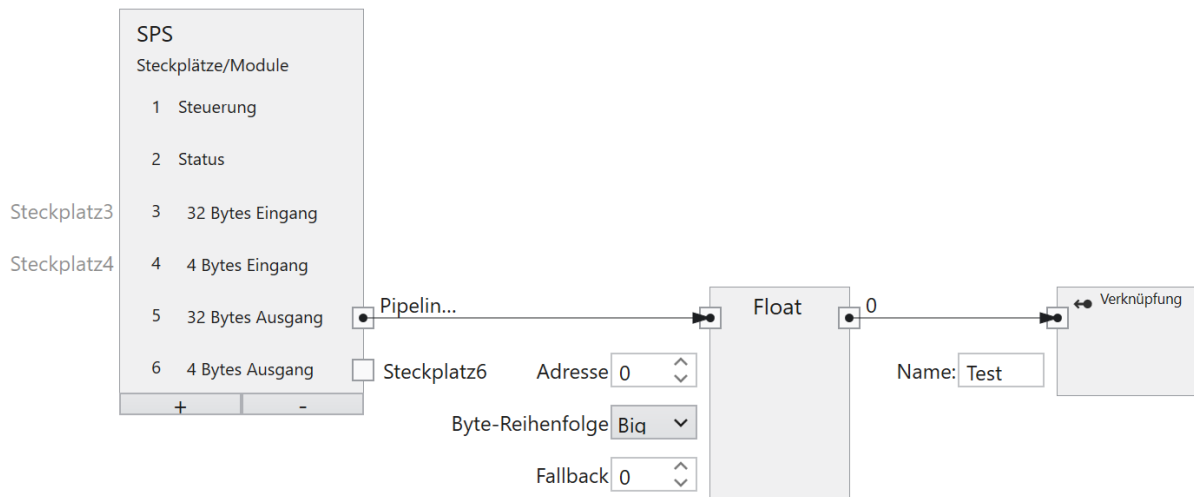 SPS
Steckplätze/Module
1 Steuerung
2 Status
Steckplatz3 3 32 Bytes Eingang
Steckplatz4 4 4 Bytes Eingang
5 32 Bytes Ausgang Pipelin... Float 0 Verknüpfung
6 4 Bytes Ausgang Steckplatz6 Adresse 0 Name: Test
+ -
Byte-Reihenfolge Big
Fallback 0